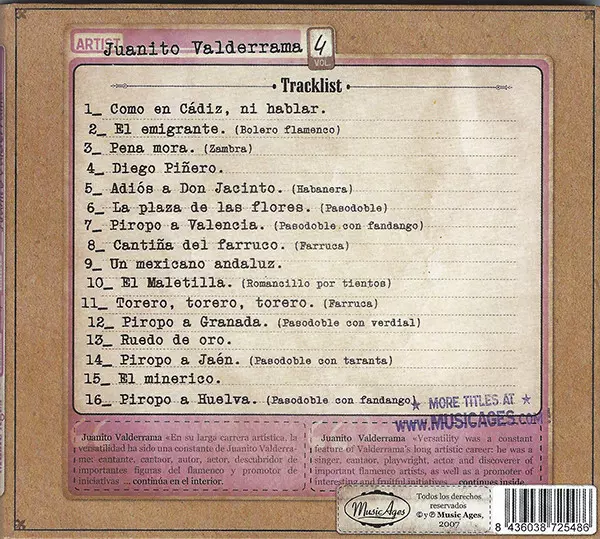 ARTIST Juanito Valderrama 4
VOL.
• Tracklist •
1_ Como en Cádiz, ni hablar.
2_ El emigrante. (Bolero flamenco)
3_ Pena mora. (Zambra)
4_ Diego Piñero.
5_ Adiós a Don Jacinto. (Habanera)
6_ La plaza de las flores. (Pasodoble)
7_ Piropo a Valencia. (Pasodoble con fandango)
8_ Cantiña del farruco. (Farruca)
9_ Un mexicano andaluz.
10_ El Maletilla. (Romancillo por tientos)
11_ Torero, torero, torero. (Farruca)
12_ Piropo a Granada. (Pasodoble con verdial)
13_ Ruedo de oro.
14_ Piropo a Jaén. (Pasodoble con taranta)
15_ El minerico.
16_ Piropo a Huelva. (Pasodoble con fandango)
★ MORE TITLES AT ★
WWW.MUSICAGES.COM
Juanito Valderrama «En su larga carrera artística, la
versatilidad ha sido una constante de Juanito Valderra-
ma: cantante, cantaor, autor, actor, descubridor de
importantes figuras del flamenco y promotor de
iniciativas ... continúa en el interior.
Juanito Valderrama «Versatility was a constant
feature of Valderrama's long artistic career: he was a
singer, cantaor, playwright, actor and discoverer of
important flamenco artists, as well as a promoter of
interesting and fruitful initiatives ... continues inside.
Music Ages
Todos los derechos
reservados
© y ℗ Music Ages,
2007
8 436038 725486